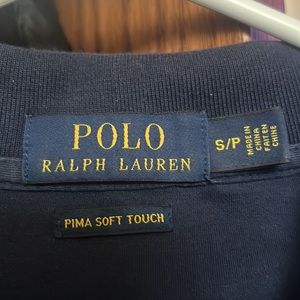 POLO
RALPH LAUREN
S/P
MADE IN
CHINA
FAIT EN
CHINE
PIMA SOFT TOUCH